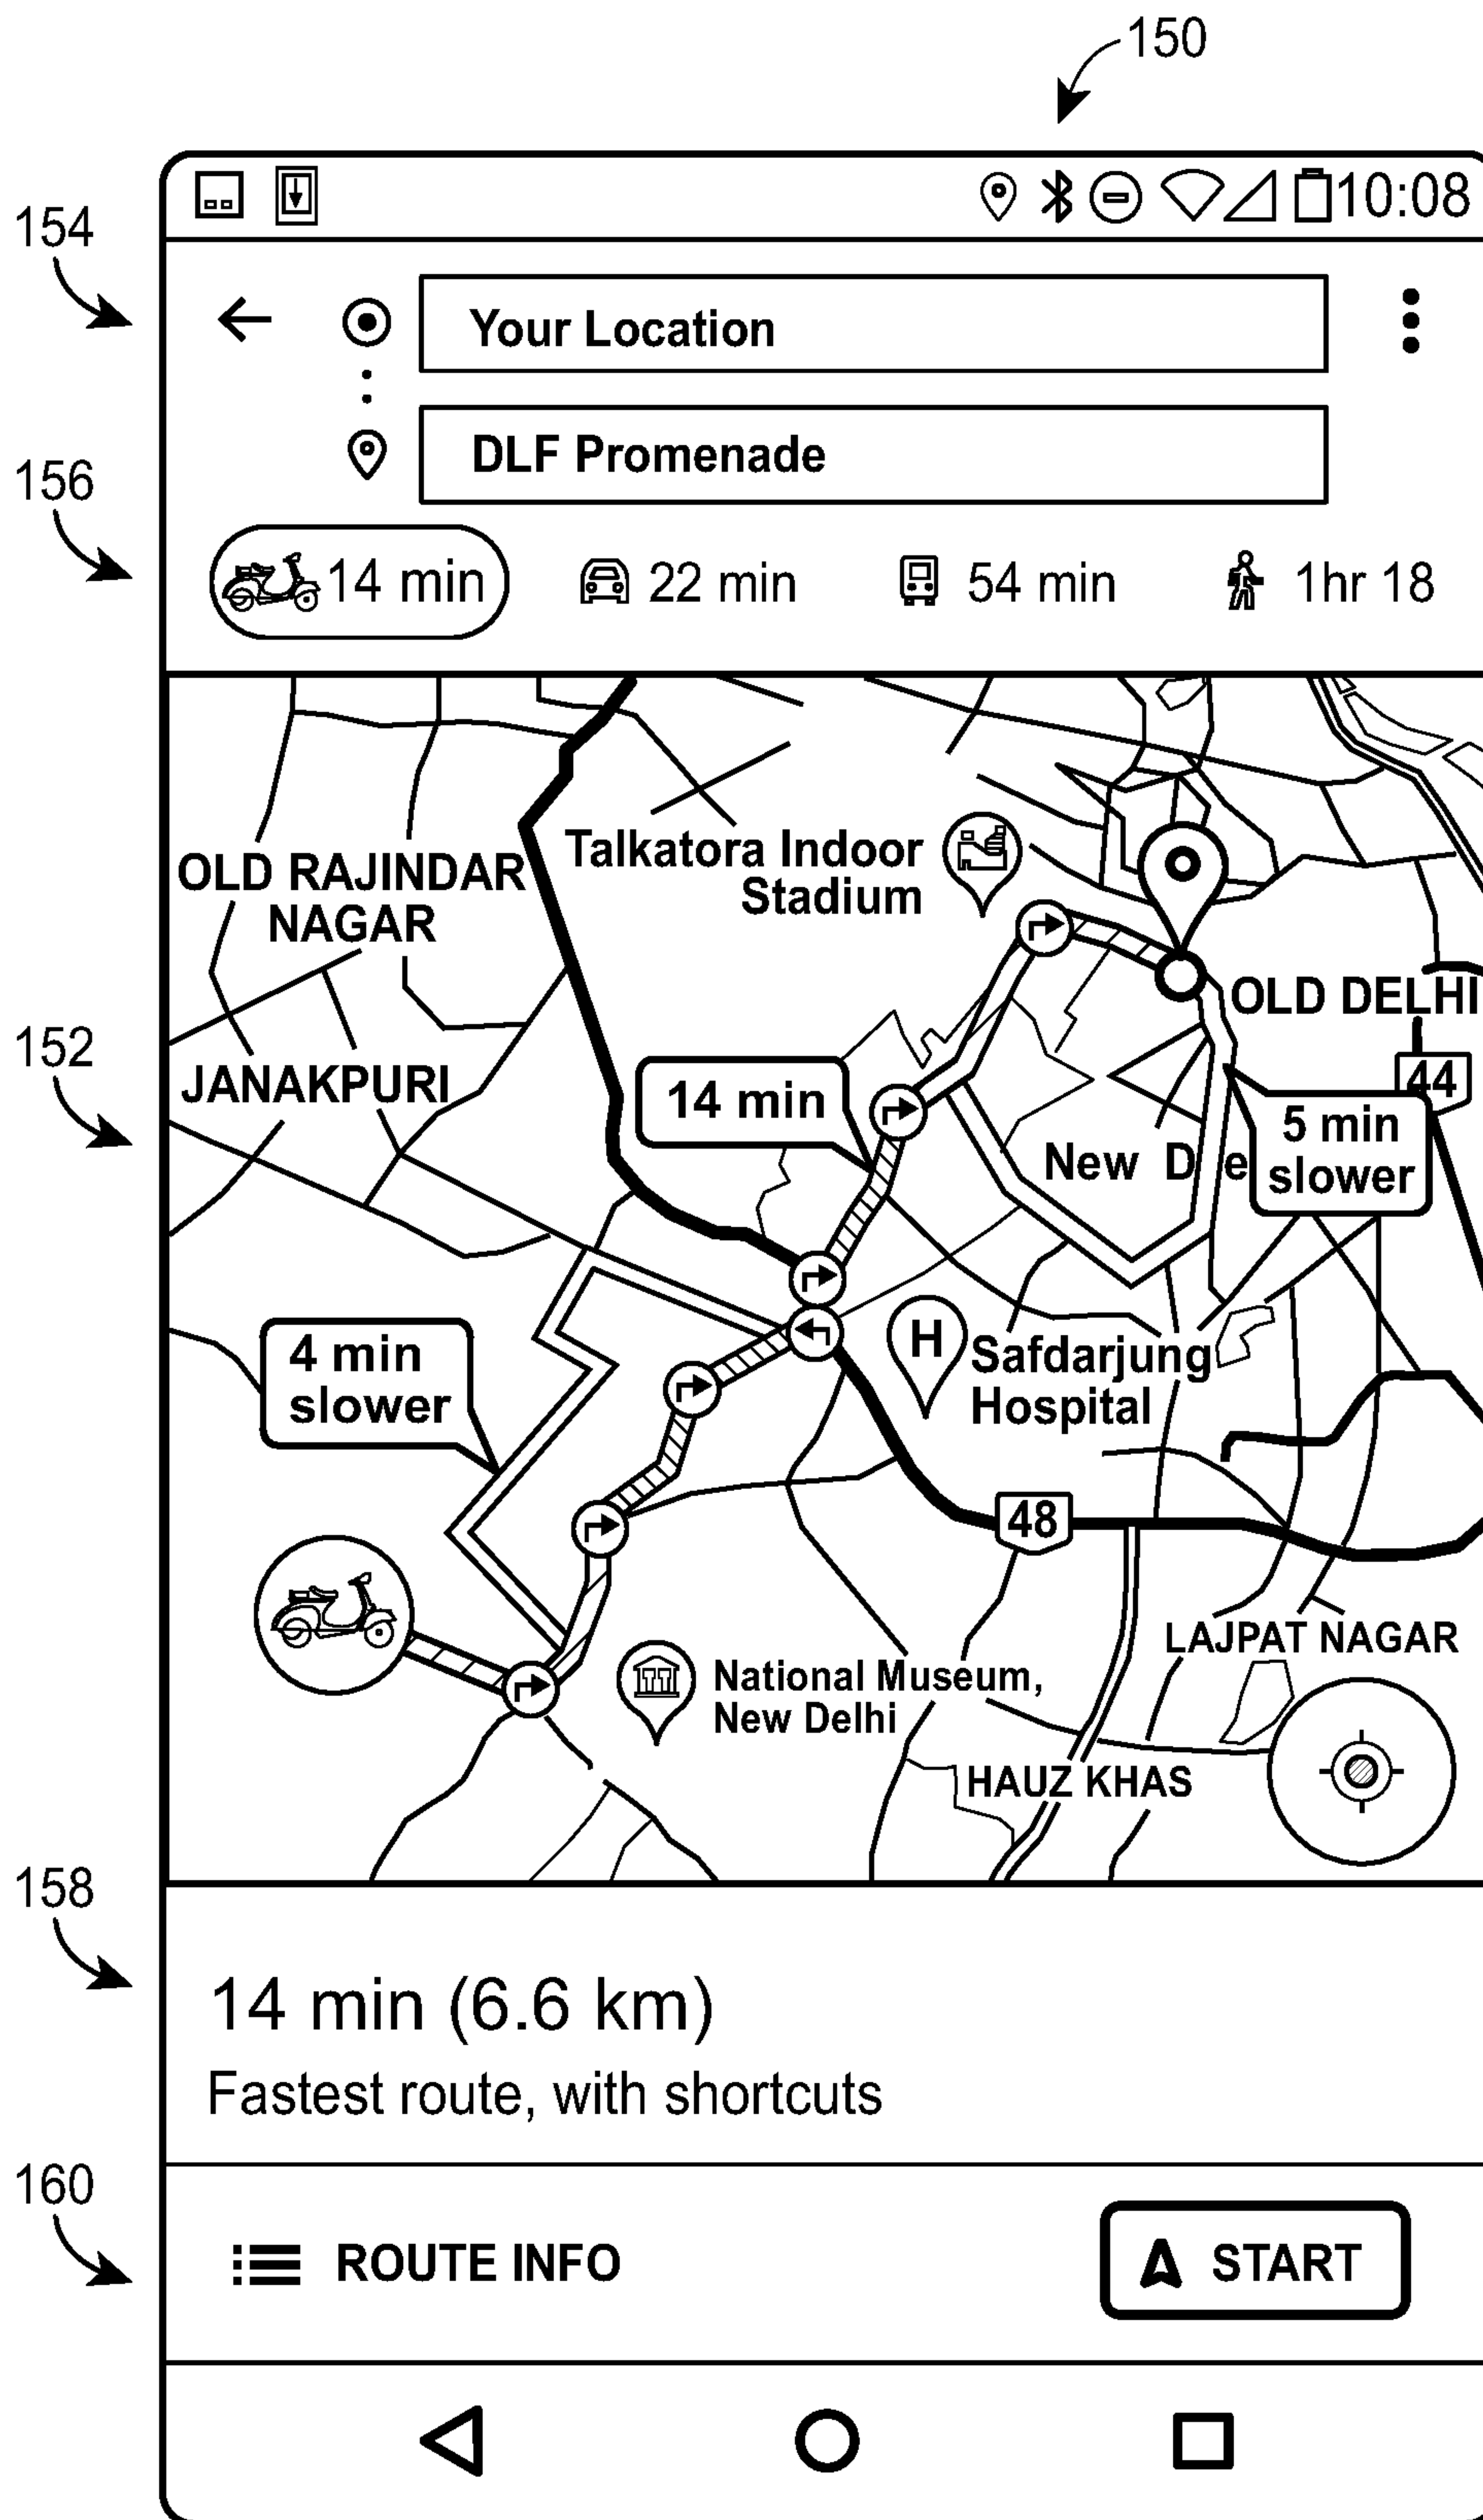 150
10:08
154
Your Location
DLF Promenade
156
14 min
22 min
54 min
1hr 18
Talkatora Indoor
Stadium
OLD RAJINDAR
NAGAR
OLD DELHI
152
JANAKPURI
14 min
44
5 min
slower
New De
4 min
slower
H
Safdarjung
Hospital
48
LAJPAT NAGAR
National Museum,
New Delhi
HAUZ KHAS
158
14 min (6.6 km)
Fastest route, with shortcuts
160
ROUTE INFO
START